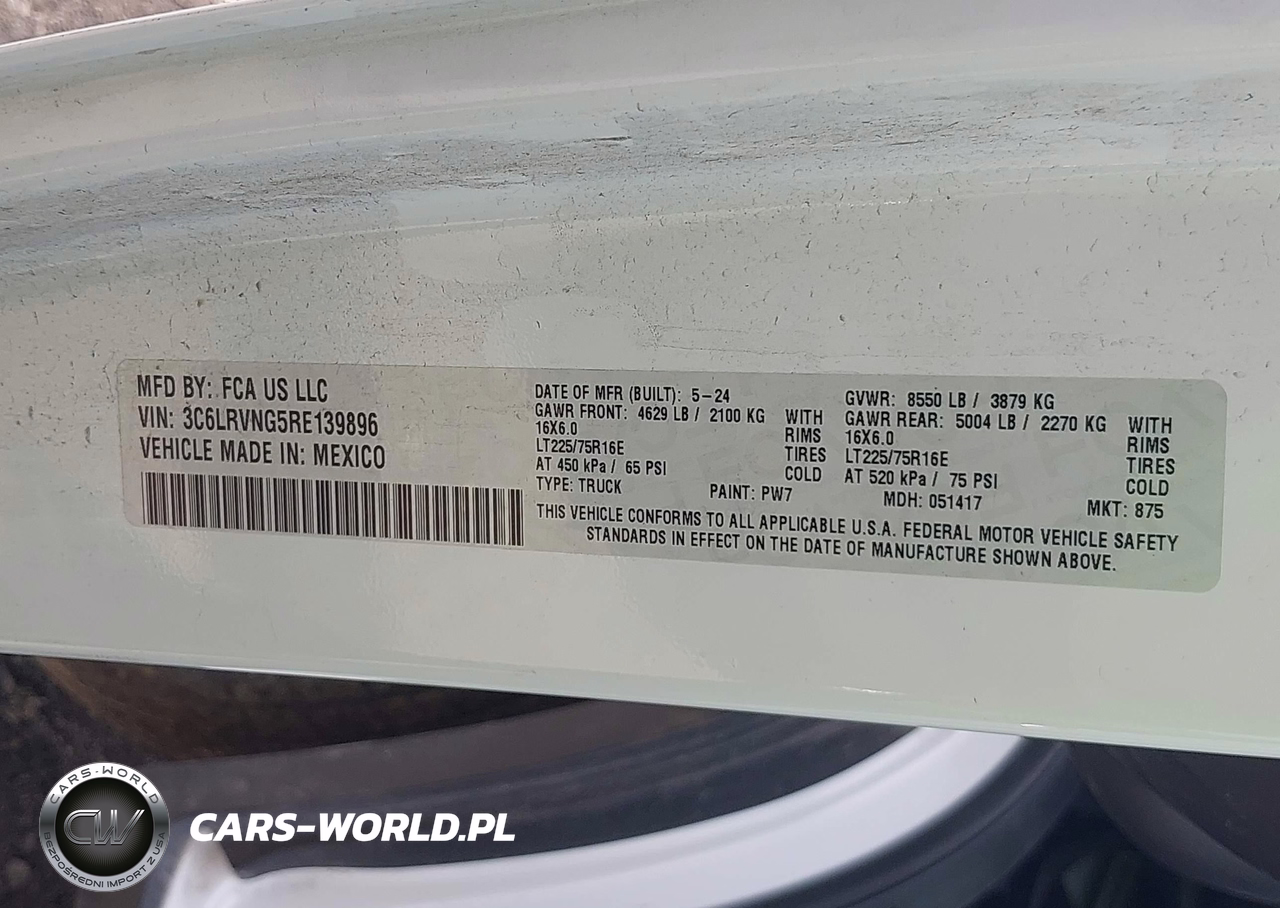 MFD BY: FCA US LLC
VIN: 3C6LRVNG5RE139896
VEHICLE MADE IN: MEXICO
DATE OF MFR (BUILT): 5-24
GAWR FRONT: 4629 LB / 2100 KG WITH
16X6.0 RIMS
LT225/75R16E TIRES
AT 450 kPa / 65 PSI COLD
TYPE: TRUCK PAINT: PW7
GVWR: 8550 LB / 3879 KG
GAWR REAR: 5004 LB / 2270 KG WITH
16X6.0 RIMS
LT225/75R16E TIRES
AT 520 kPa / 75 PSI COLD
MDH: 051417 MKT: 875
THIS VEHICLE CONFORMS TO ALL APPLICABLE U.S.A. FEDERAL MOTOR VEHICLE SAFETY
STANDARDS IN EFFECT ON THE DATE OF MANUFACTURE SHOWN ABOVE.
CARS-WORLD
CW
BEZPOŚREDNI IMPORT Z USA
CARS-WORLD.PL